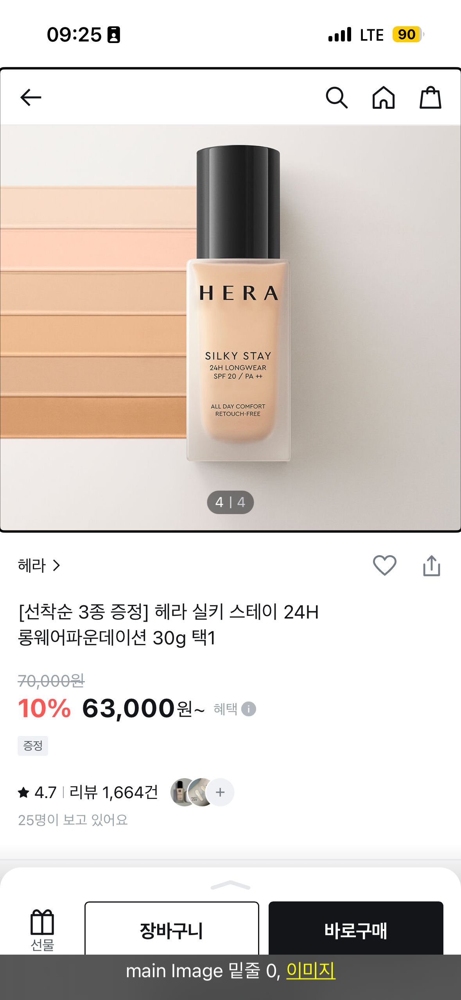 09:25
LTE 90
HERA
SILKY STAY
24H LONGWEAR
SPF 20 / PA ++
ALL DAY COMFORT
RETOUCH-FREE
4 | 4
헤라
[선착순 3종 증정] 헤라 실키 스테이 24H
롱웨어파운데이션 30g 택1
70,000원
10% 63,000원~ 혜택
증정
4.7 | 리뷰 1,664건
25명이 보고 있어요
선물
장바구니
바로구매
main Image 밑줄 0, 이미지